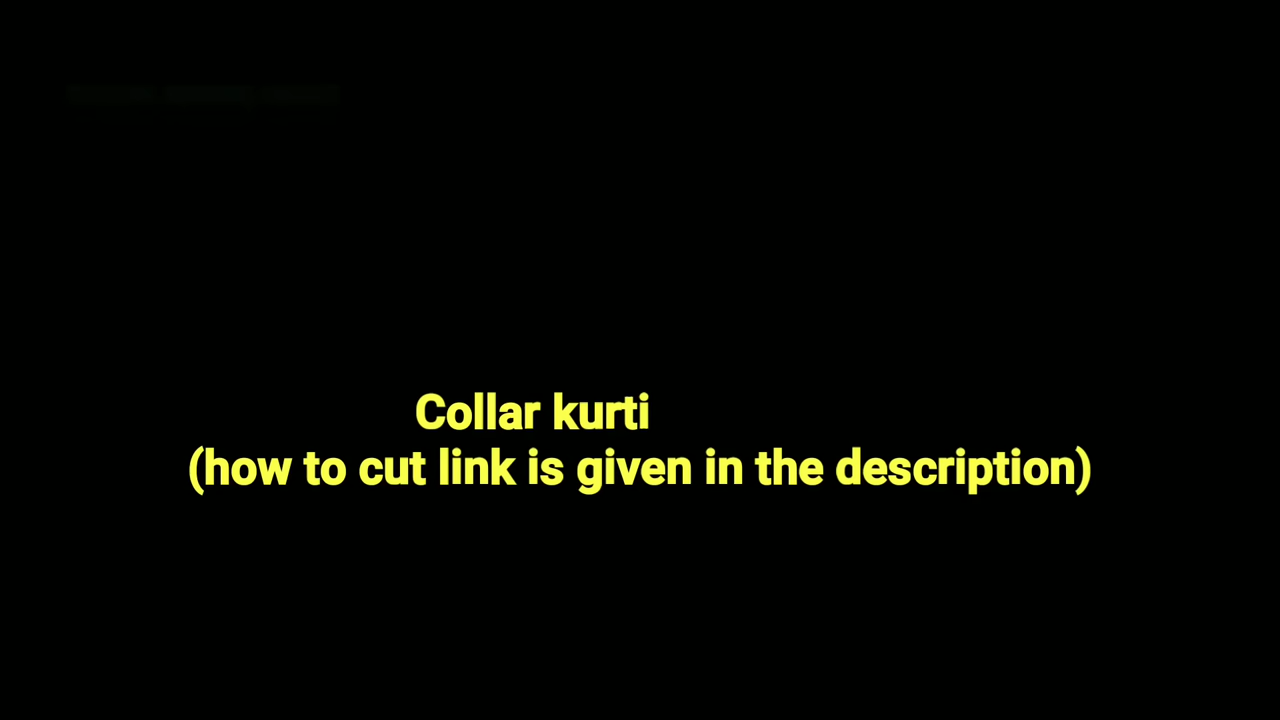 Collar kurti
(how to cut link is given in the description)